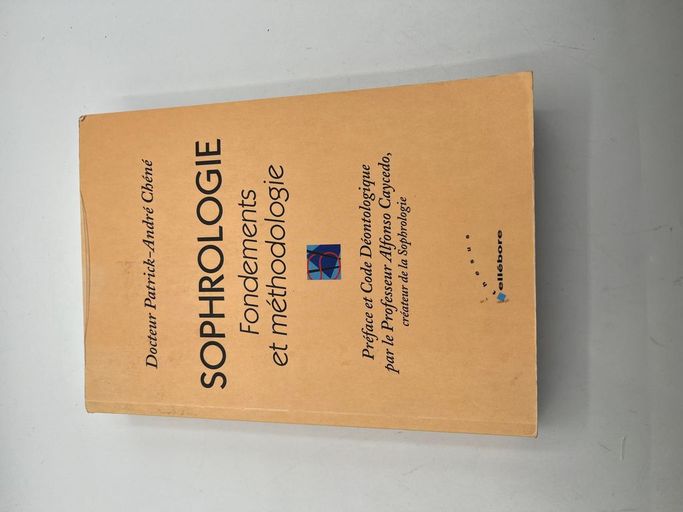 Docteur Patrick-André Chéné
SOPHROLOGIE
Fondements
et méthodologie
Préface et Code Déontologique
par le Professeur Alfonso Caycedo,
créateur de la Sophrologie
ellébore